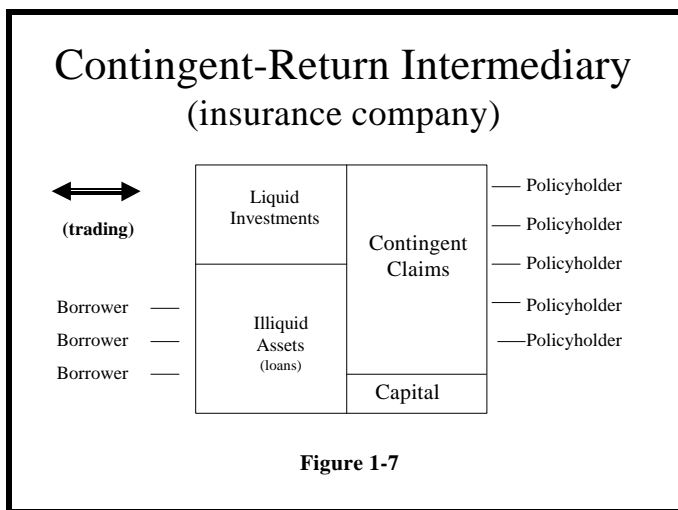 Contingent-Return Intermediary
(insurance company)
(trading)
Borrower
Borrower
Borrower
Liquid
Investments
Illiquid
Assets
(loans)
Contingent
Claims
Capital
Policyholder
Policyholder
Policyholder
Policyholder
Policyholder
Figure 1-7